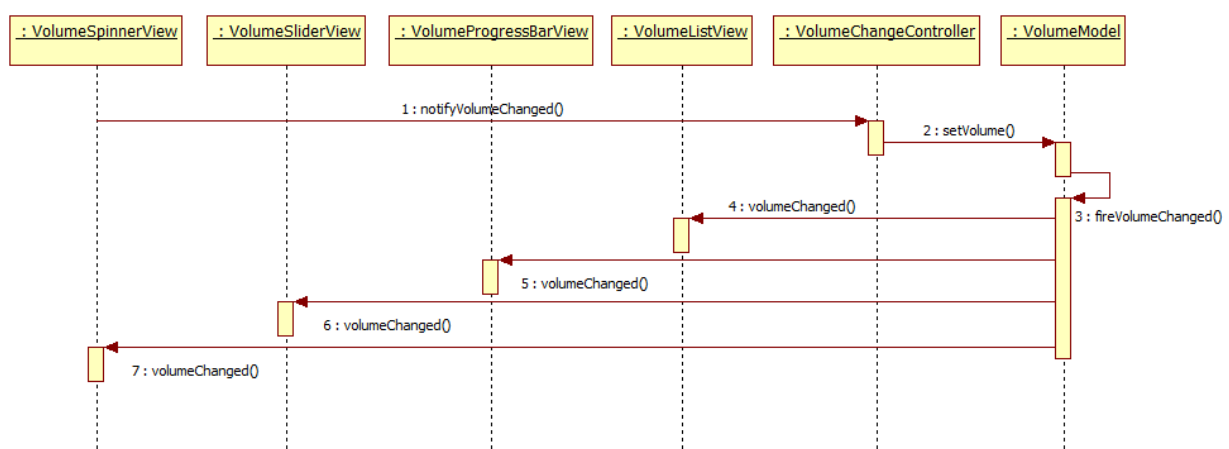 : VolumeSpinnerView
: VolumeSliderView
: VolumeProgressBarView
: VolumeListView
: VolumeChangeController
: VolumeModel
1 : notifyVolumeChanged()
2 : setVolume()
3 : fireVolumeChanged()
4 : volumeChanged()
5 : volumeChanged()
6 : volumeChanged()
7 : volumeChanged()